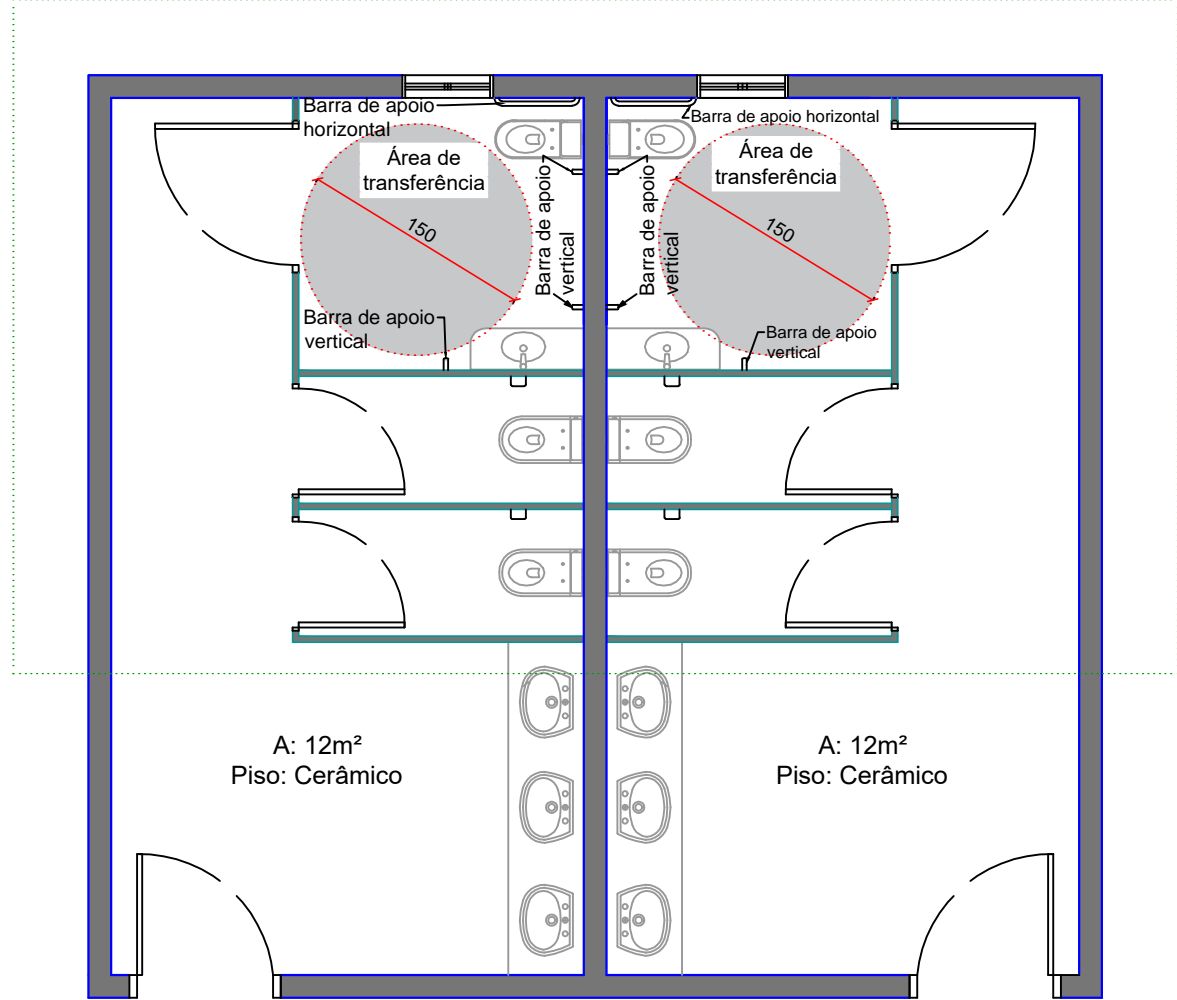 Barra de apoio
horizontal
Barra de apoio horizontal
Área de
transferência
Área de
transferência
150
150
Barra de apoio
vertical
Barra de apoio
vertical
Barra de apoio
vertical
Barra de apoio
vertical
A: 12m²
Piso: Cerâmico
A: 12m²
Piso: Cerâmico